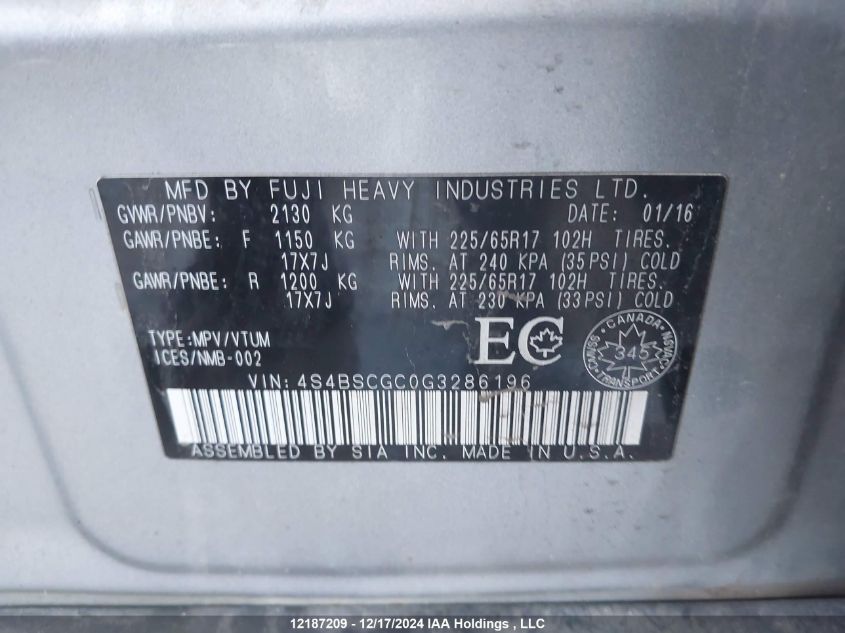 MFD BY FUJI HEAVY INDUSTRIES LTD.
GVWR/PNBV: 2130 KG DATE: 01/16
GAWR/PNBE: F 1150 KG WITH 225/65R17 102H TIRES.
17X7J RIMS. AT 240 KPA (35PSI) COLD
GAWR/PNBE: R 1200 KG WITH 225/65R17 102H TIRES.
17X7J RIMS. AT 230 KPA (33PSI) COLD
TYPE:MPV/VTUM
ICES/NMB-002
EC
CANADA
345
TRANSPORT
NVSS-NSVAC
VIN: 4S4BSCGC0G3286196
ASSEMBLED BY SIA INC. MADE IN U.S.A.
12187209 - 12/17/2024 IAA Holdings , LLC